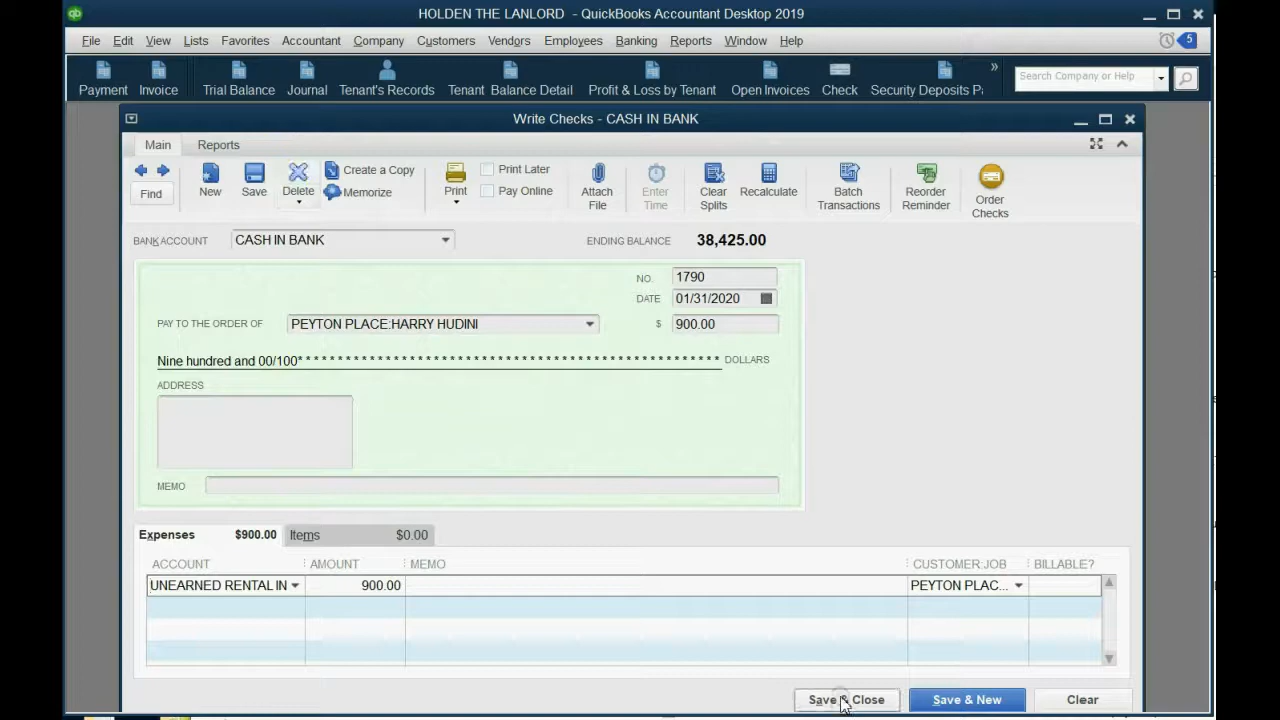 HOLDEN THE LANLORD - QuickBooks Accountant Desktop 2019
File Edit View Lists Favorites Accountant Company Customers Vendors Employees Banking Reports Window Help 5
Payment Invoice Trial Balance Journal Tenant's Records Tenant Balance Detail Profit & Loss by Tenant Open Invoices Check Security Deposits Pa » Search Company or Help
Write Checks - CASH IN BANK
Main Reports
Find New Save Delete Create a Copy Memorize Print Print Later Pay Online Attach File Enter Time Clear Splits Recalculate Batch Transactions Reorder Reminder Order Checks
BANK ACCOUNT CASH IN BANK ENDING BALANCE 38,425.00
NO. 1790
DATE 01/31/2020
PAY TO THE ORDER OF PEYTON PLACE:HARRY HUDINI $ 900.00
Nine hundred and 00/100* * * * * * * * * * * * * * * * * * * * * * * * * * * * * * * * * * * * * * * * * * * * * * * * * * * * * DOLLARS
ADDRESS
MEMO
Expenses $900.00 Items $0.00
ACCOUNT AMOUNT MEMO CUSTOMER:JOB BILLABLE?
UNEARNED RENTAL IN 900.00 PEYTON PLAC...
Save & Close Save & New Clear